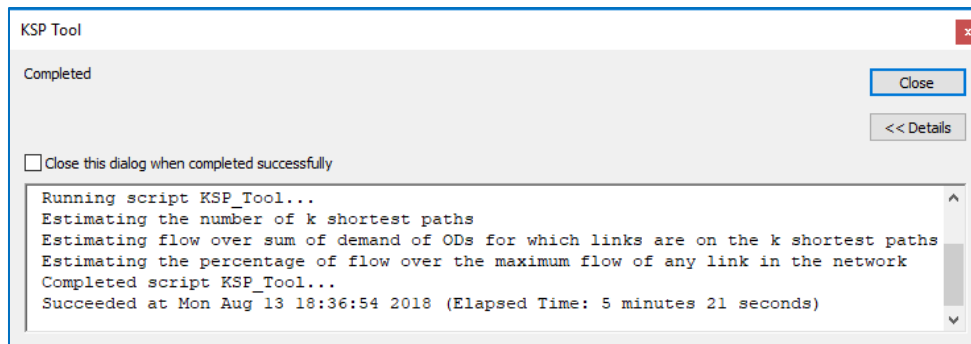 KSP Tool
x
Completed
Close
<< Details
Close this dialog when completed successfully
Running script KSP_Tool...
Estimating the number of k shortest paths
Estimating flow over sum of demand of ODs for which links are on the k shortest paths
Estimating the percentage of flow over the maximum flow of any link in the network
Completed script KSP_Tool...
Succeeded at Mon Aug 13 18:36:54 2018 (Elapsed Time: 5 minutes 21 seconds)